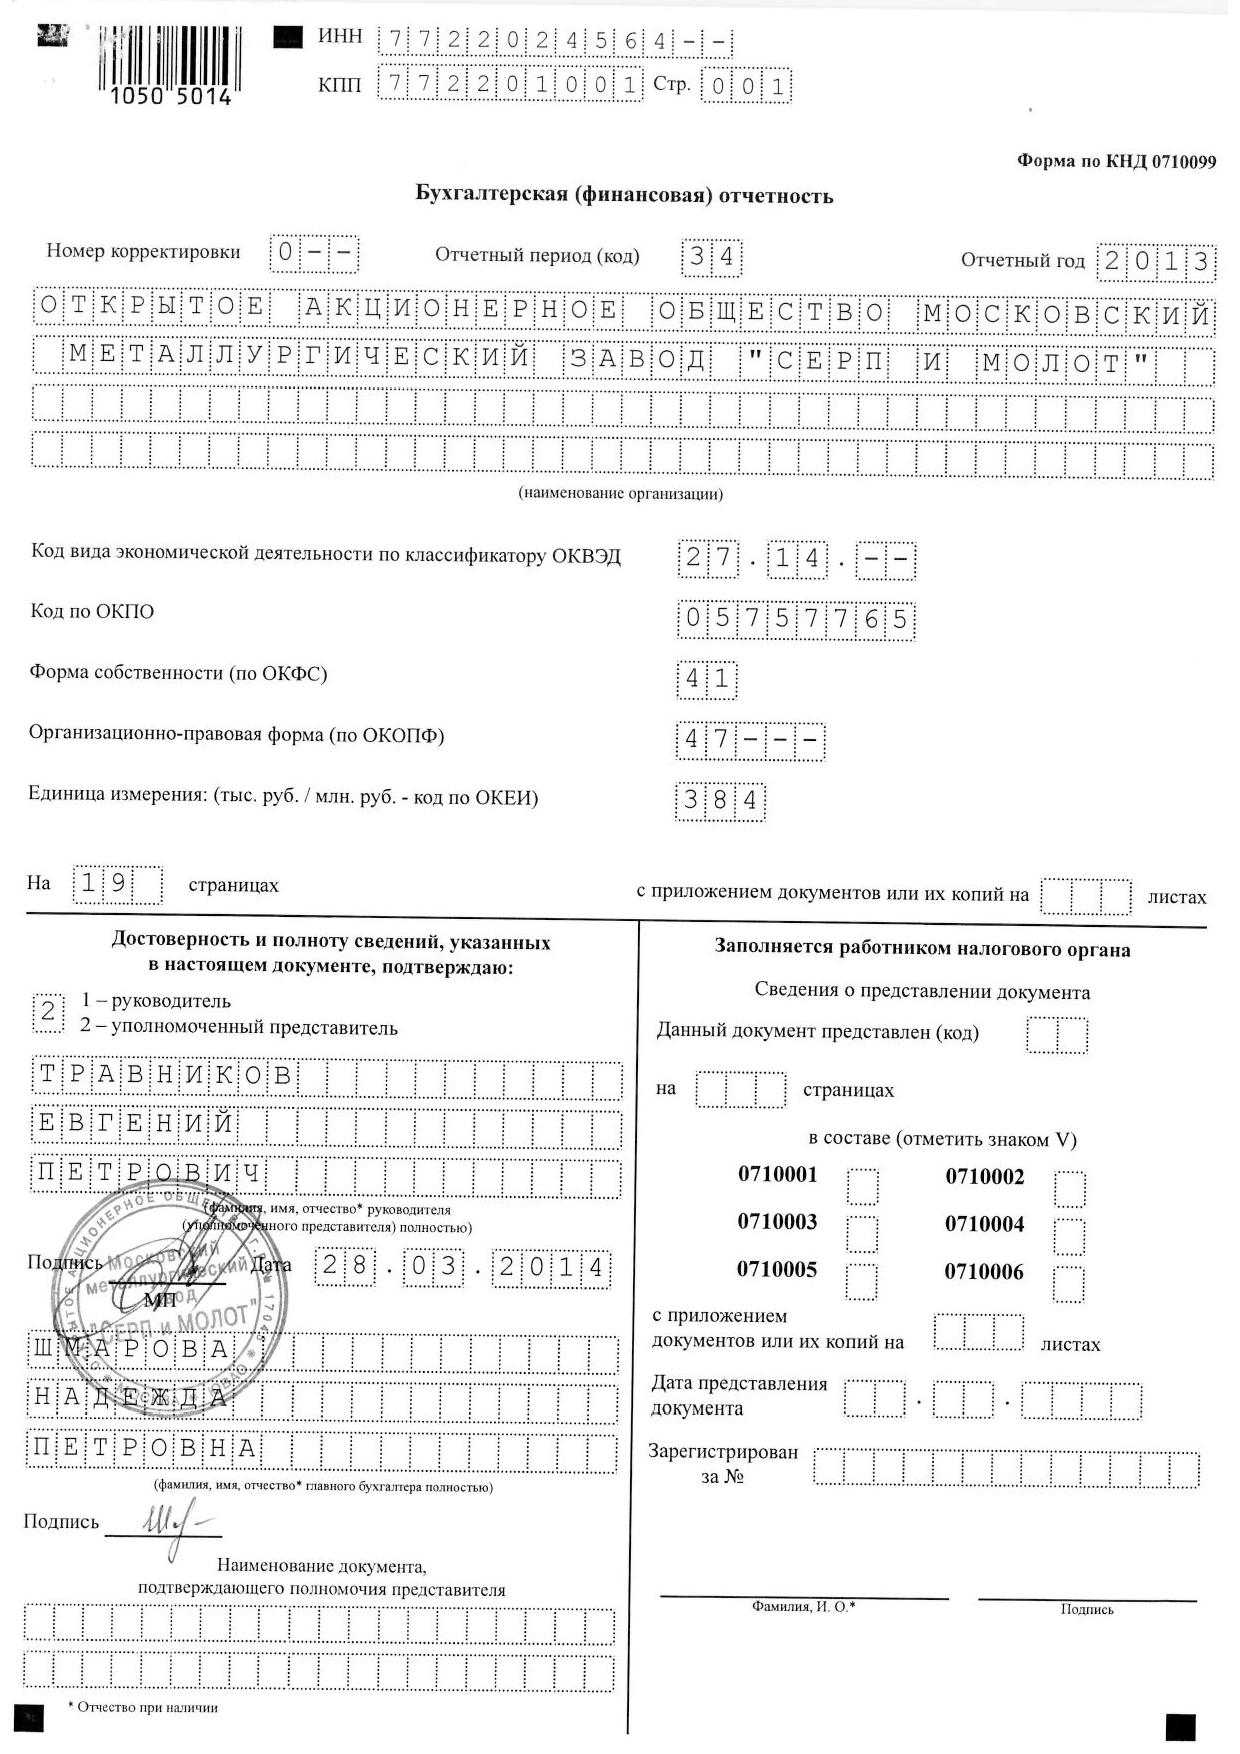 ИНН 7722024564--
1050 5014
КПП 772201001 Стр. 001
Форма по КНД 0710099
Бухгалтерская (финансовая) отчетность
Номер корректировки 0-- Отчетный период (код) 34 Отчетный год 2013
ОТКРЫТОЕ АКЦИОНЕРНОЕ ОБЩЕСТВО МОСКОВСКИЙ
МЕТАЛЛУРГИЧЕСКИЙ ЗАВОД "СЕРП И МОЛОТ"
(наименование организации)
Код вида экономической деятельности по классификатору ОКВЭД 27.14.--
Код по ОКПО 05757765
Форма собственности (по ОКФС) 41
Организационно-правовая форма (по ОКОПФ) 47---
Единица измерения: (тыс. руб. / млн. руб. - код по ОКЕИ) 384
На 19 страницах с приложением документов или их копий на листах
Достоверность и полноту сведений, указанных
в настоящем документе, подтверждаю:
2 1 – руководитель
2 – уполномоченный представитель
ТРАВНИКОВ
ЕВГЕНИЙ
ПЕТРОВИЧ
(фамилия, имя, отчество* руководителя
(уполномоченного представителя) полностью)
Подпись Дата 28.03.2014
МП
Московский
металлургический
завод
"СЕРП и МОЛОТ"
ШМАРОВА
НАДЕЖДА
ПЕТРОВНА
(фамилия, имя, отчество* главного бухгалтера полностью)
Подпись
Наименование документа,
подтверждающего полномочия представителя
* Отчество при наличии
Заполняется работником налогового органа
Сведения о представлении документа
Данный документ представлен (код)
на страницах
в составе (отметить знаком V)
0710001 0710002
0710003 0710004
0710005 0710006
с приложением
документов или их копий на листах
Дата представления
документа . .
Зарегистрирован
за №
Фамилия, И. О.* Подпись